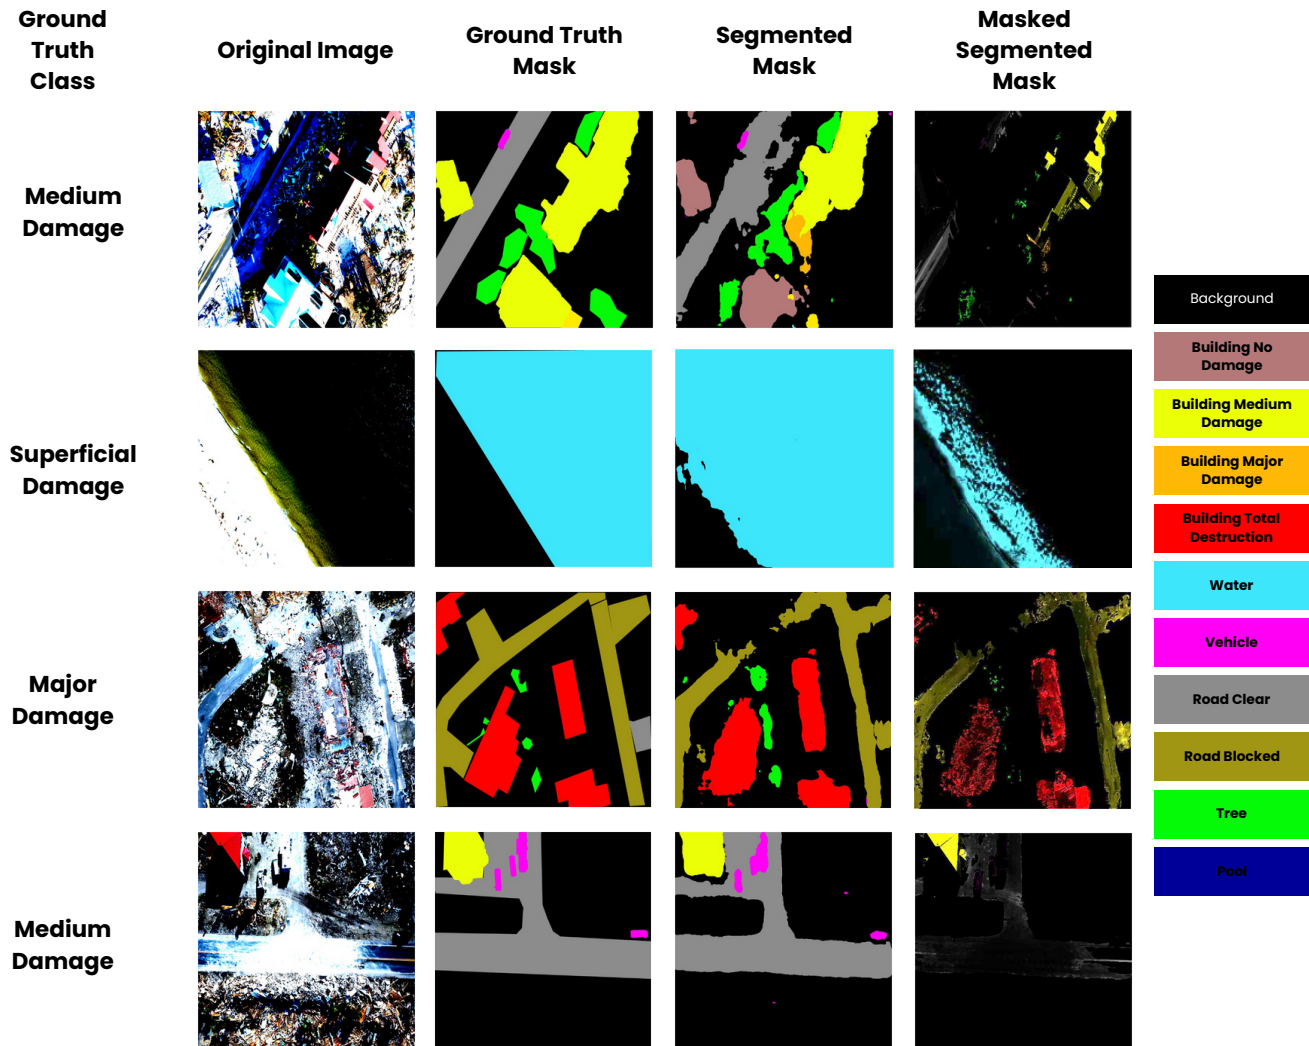 Ground
Truth
Class
Original Image
Ground Truth
Mask
Segmented
Mask
Masked
Segmented
Mask
Medium
Damage
Superficial
Damage
Major
Damage
Medium
Damage
Background
Building No
Damage
Building Medium
Damage
Building Major
Damage
Building Total
Destruction
Water
Vehicle
Road Clear
Road Blocked
Tree
Pool